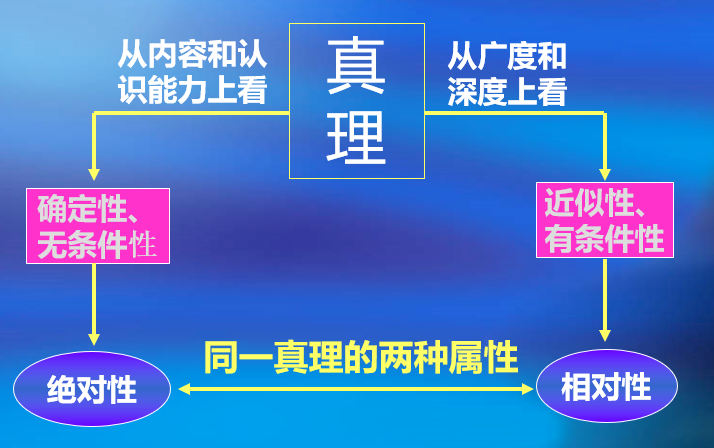 从内容和认
识能力上看
真
理
从广度和
深度上看
确定性、
无条件性
近似性、
有条件性
同一真理的两种属性
绝对性
相对性